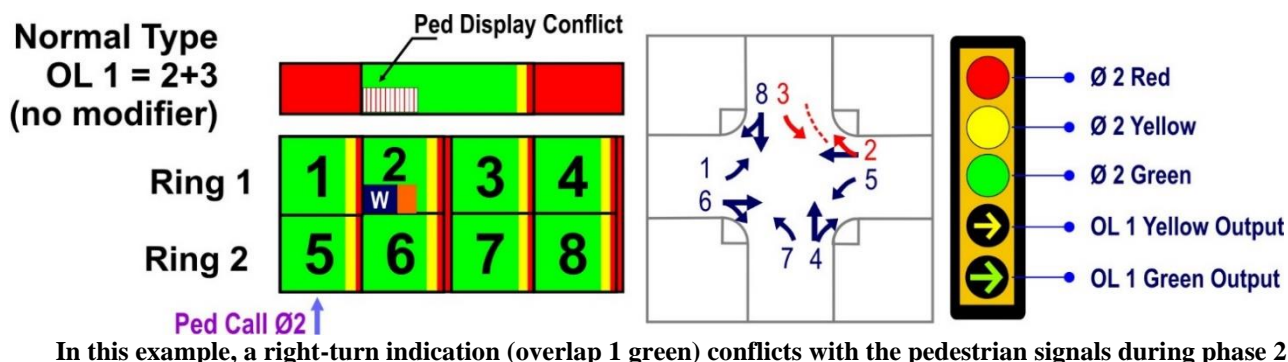 Normal Type
OL 1 = 2+3
(no modifier)
Ped Display Conflict
Ring 1
1 2 3 4
W
Ring 2
5 6 7 8
Ped Call Ø2
8 3
2
1
5
6
7 4
Ø 2 Red
Ø 2 Yellow
Ø 2 Green
OL 1 Yellow Output
OL 1 Green Output
In this example, a right-turn indication (overlap 1 green) conflicts with the pedestrian signals during phase 2